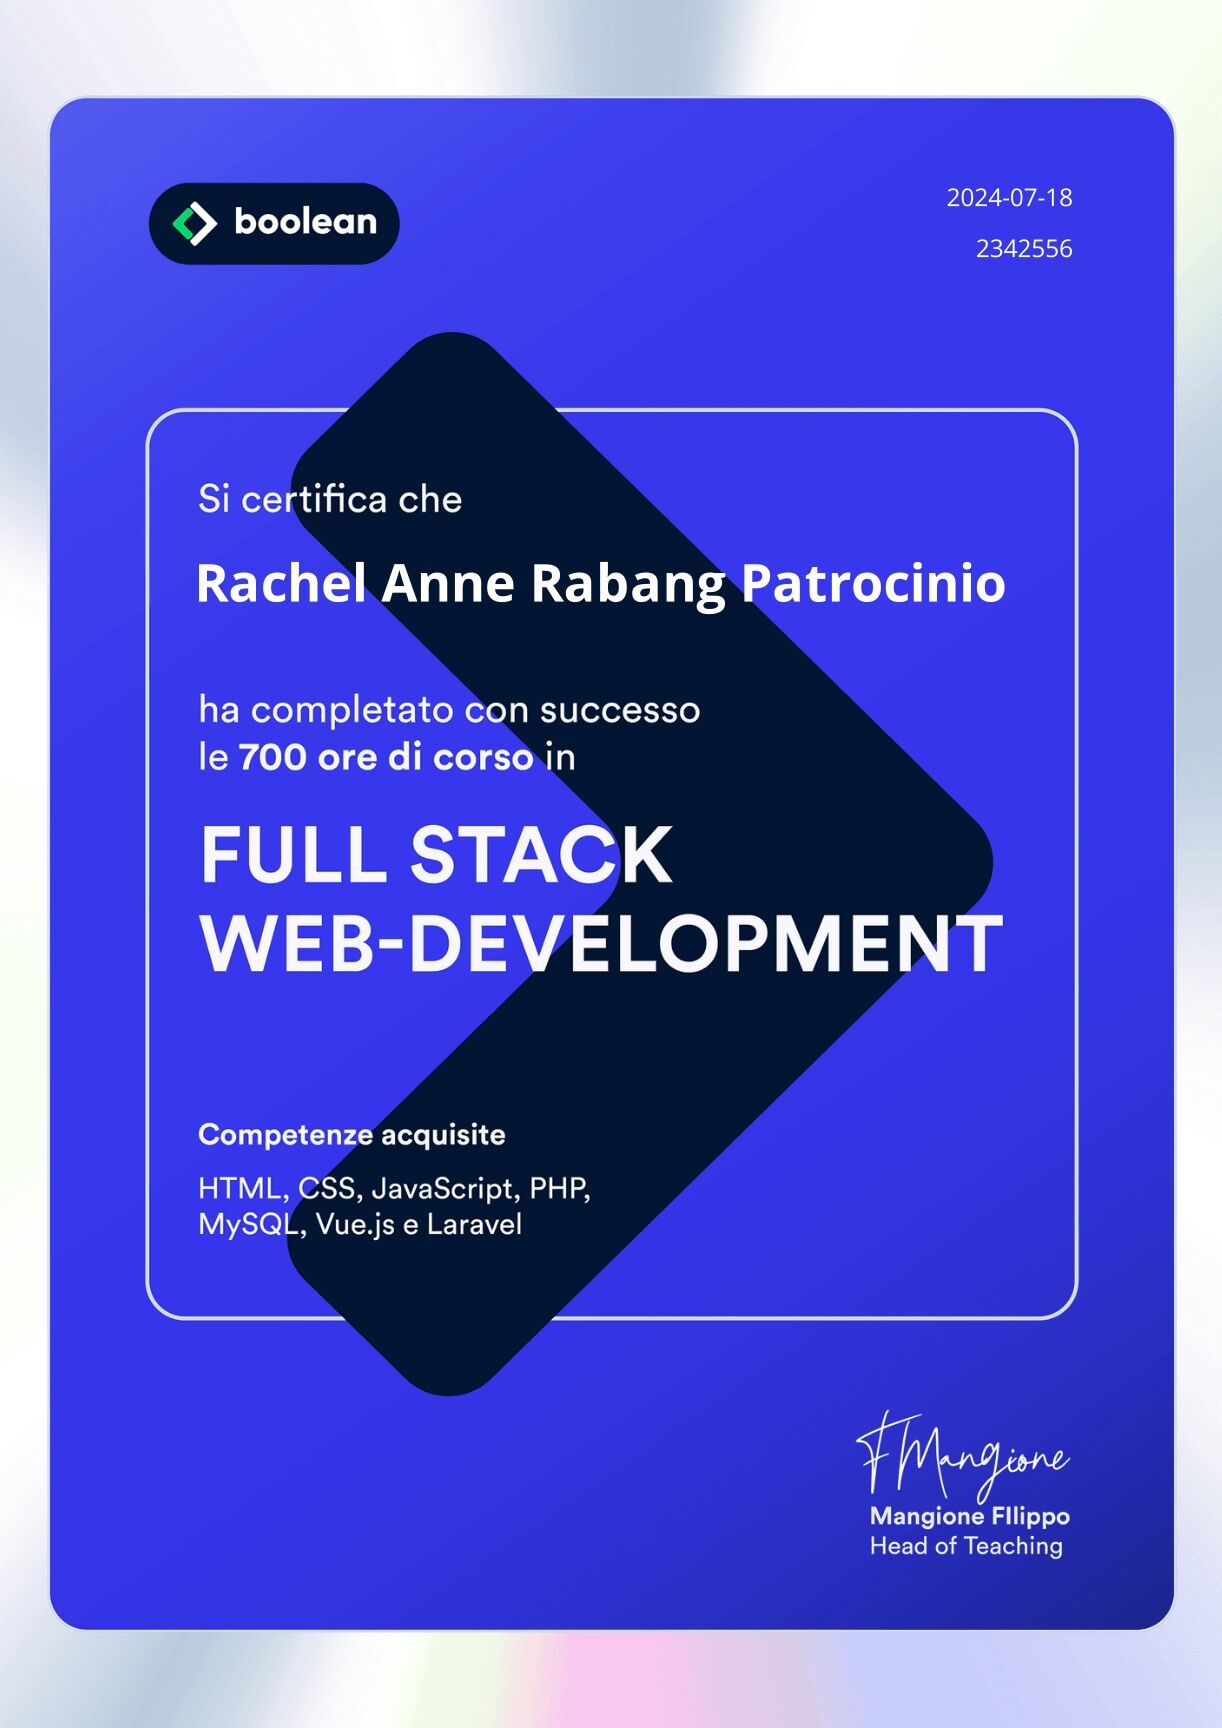 boolean
2024-07-18
2342556
Si certifica che
Rachel Anne Rabang Patrocinio
ha completato con successo
le 700 ore di corso in
FULL STACK
WEB-DEVELOPMENT
Competenze acquisite
HTML, CSS, JavaScript, PHP,
MySQL, Vue.js e Laravel
F Mangione
Mangione FIlippo
Head of Teaching